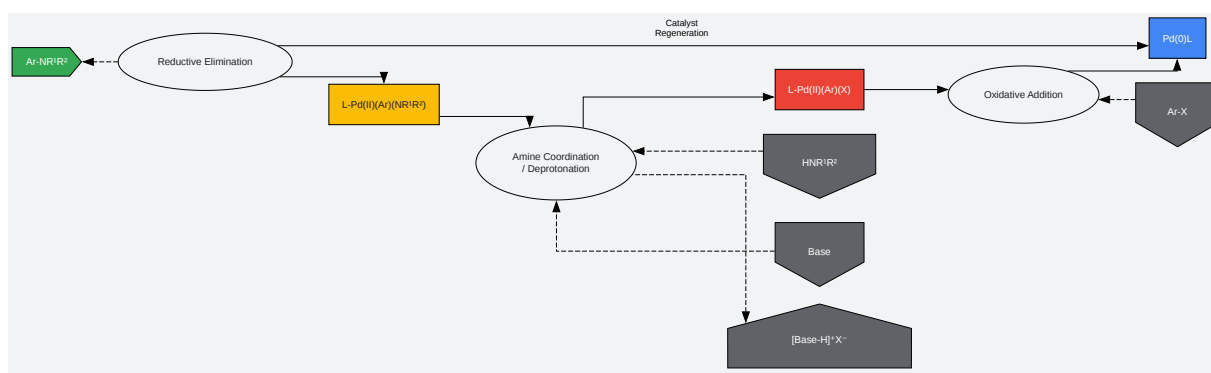 Catalyst
Regeneration
Pd(0)L
Ar-NR¹R²
Reductive Elimination
L-Pd(II)(Ar)(X)
Oxidative Addition
L-Pd(II)(Ar)(NR¹R²)
Ar-X
Amine Coordination
/ Deprotonation
HNR¹R²
Base
[Base-H]⁺X⁻